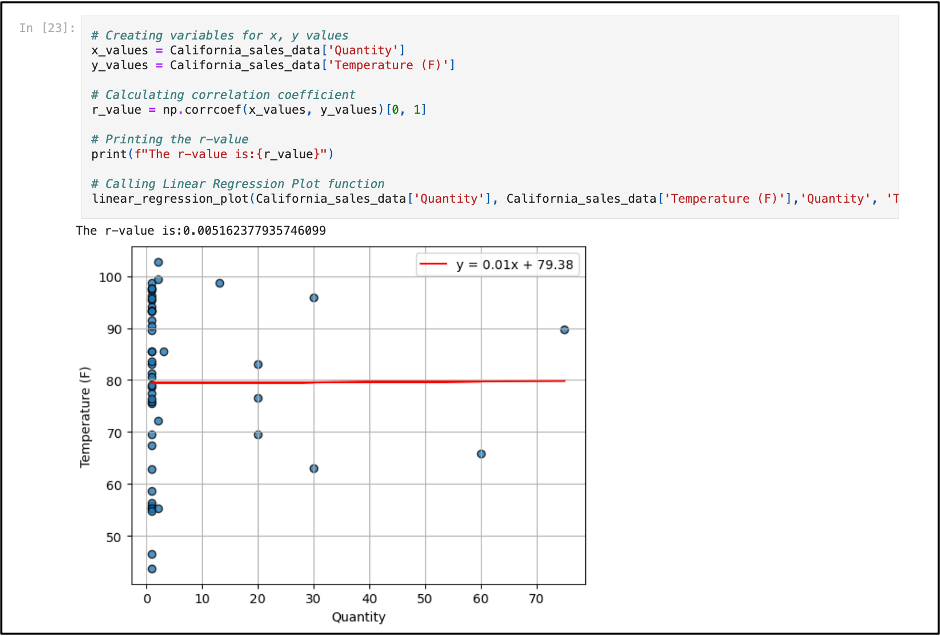 In [23]:
# Creating variables for x, y values
x_values = California_sales_data['Quantity']
y_values = California_sales_data['Temperature (F)']
# Calculating correlation coefficient
r_value = np.corrcoef(x_values, y_values)[0, 1]
# Printing the r-value
print(f"The r-value is:{r_value}")
# Calling Linear Regression Plot function
linear_regression_plot(California_sales_data['Quantity'], California_sales_data['Temperature (F)'],'Quantity', 'T
The r-value is:0.005162377935746099
y = 0.01x + 79.38
100
90
80
70
60
50
Temperature (F)
0 10 20 30 40 50 60 70
Quantity